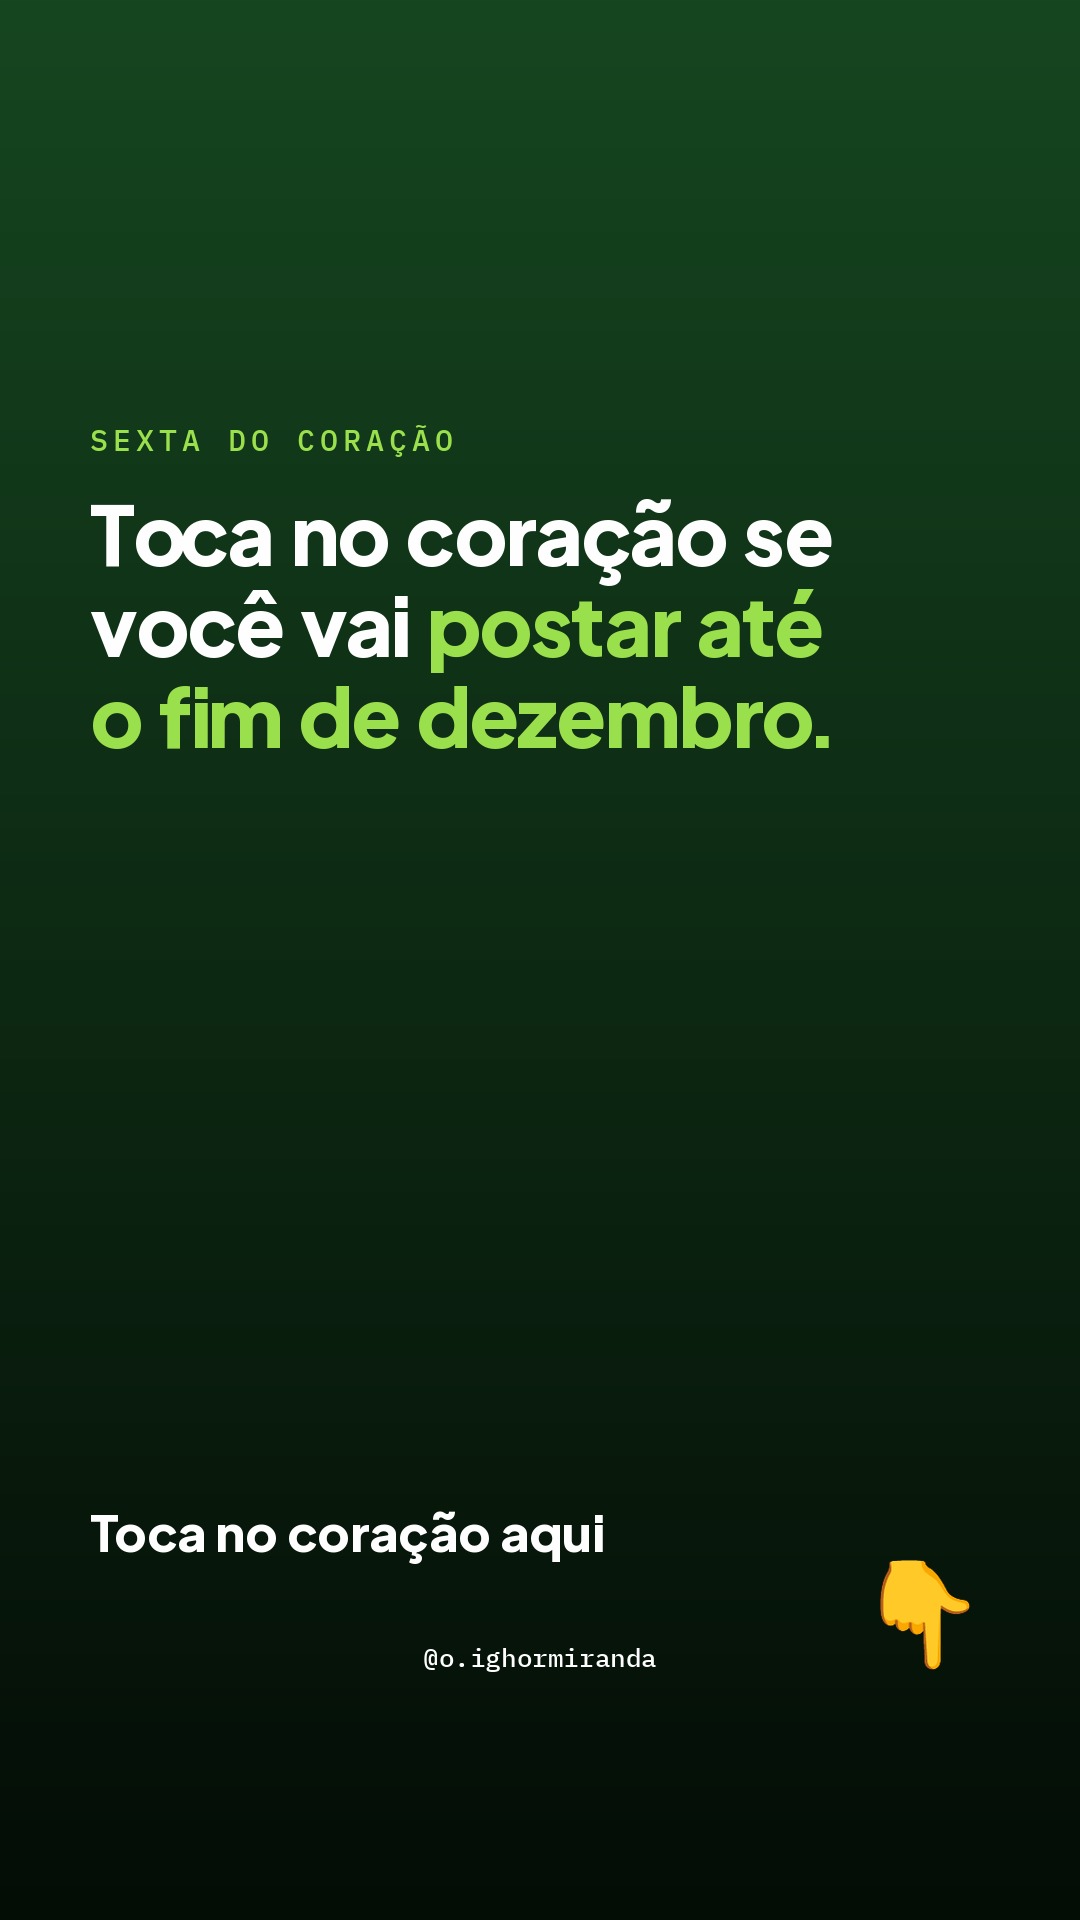 SEXTA DO CORAÇÃO
Toca no coração se
você vai postar até
o fim de dezembro.
Toca no coração aqui
@o.ighormiranda